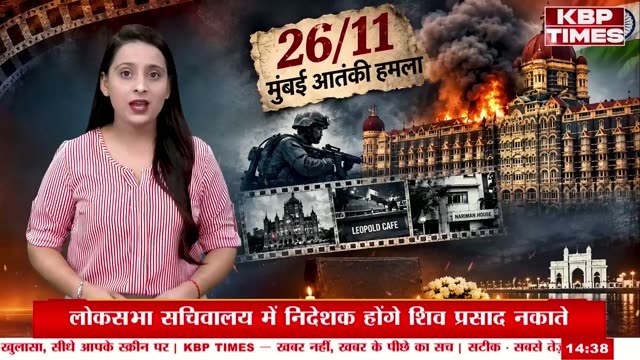 KBP
TIMES
26/11
मुंबई आतंकी हमला
LEOPOLD CAFE
NARIMAN HOUSE
लोकसभा सचिवालय में निदेशक होंगे शिव प्रसाद नकाते
खुलासा, सीधे आपके स्क्रीन पर | KBP TIMES — खबर नहीं, खबर के पीछे का सच | सटीक - सबसे तेज़
14:38